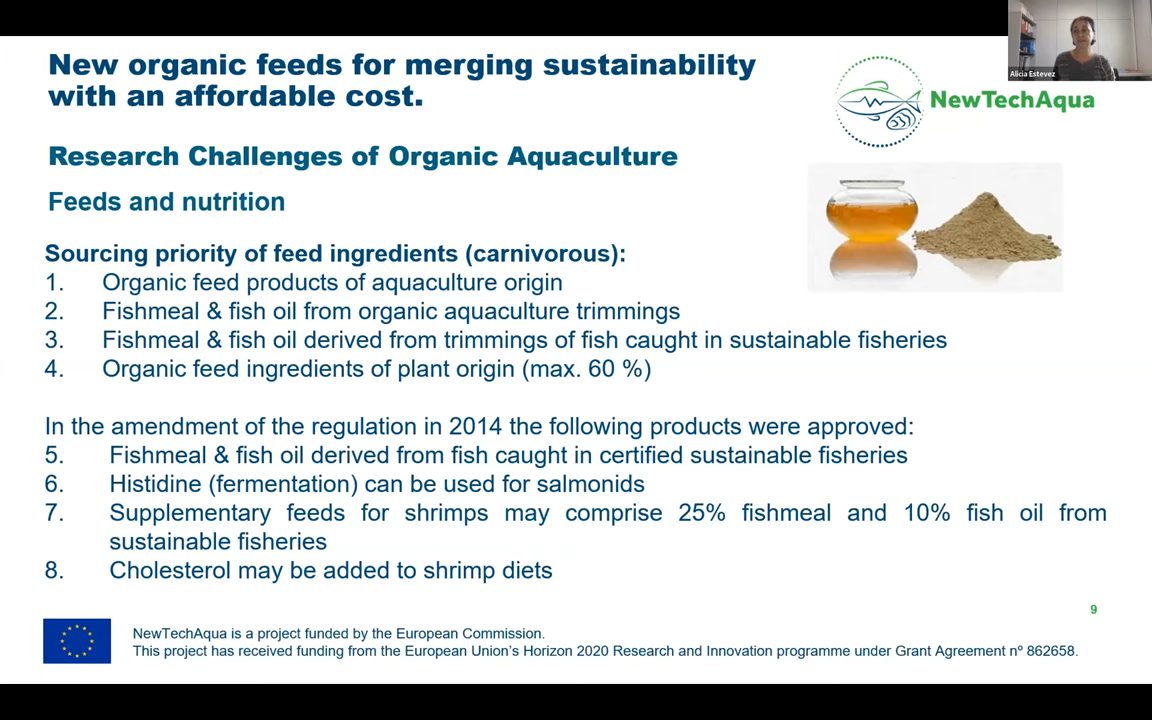 Alicia Estevez
New organic feeds for merging sustainability
with an affordable cost.
NewTechAqua
Research Challenges of Organic Aquaculture
Feeds and nutrition
Sourcing priority of feed ingredients (carnivorous):
1. Organic feed products of aquaculture origin
2. Fishmeal & fish oil from organic aquaculture trimmings
3. Fishmeal & fish oil derived from trimmings of fish caught in sustainable fisheries
4. Organic feed ingredients of plant origin (max. 60 %)
In the amendment of the regulation in 2014 the following products were approved:
5. Fishmeal & fish oil derived from fish caught in certified sustainable fisheries
6. Histidine (fermentation) can be used for salmonids
7. Supplementary feeds for shrimps may comprise 25% fishmeal and 10% fish oil from
sustainable fisheries
8. Cholesterol may be added to shrimp diets
9
NewTechAqua is a project funded by the European Commission.
This project has received funding from the European Union's Horizon 2020 Research and Innovation programme under Grant Agreement nº 862658.